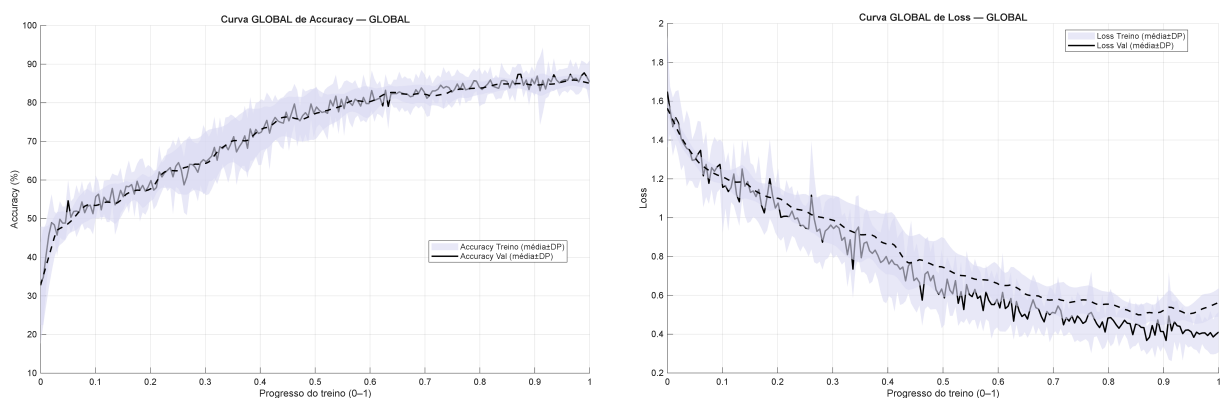 Curva GLOBAL de Accuracy — GLOBAL
100
90
80
70
60
50
40
30
20
10
Accuracy (%)
Accuracy Treino (média±DP)
Accuracy Val (média±DP)
0 0.1 0.2 0.3 0.4 0.5 0.6 0.7 0.8 0.9 1
Progresso do treino (0–1)
Curva GLOBAL de Loss — GLOBAL
2
1.8
1.6
1.4
1.2
1
0.8
0.6
0.4
0.2
Loss
Loss Treino (média±DP)
Loss Val (média±DP)
0 0.1 0.2 0.3 0.4 0.5 0.6 0.7 0.8 0.9 1
Progresso do treino (0–1)